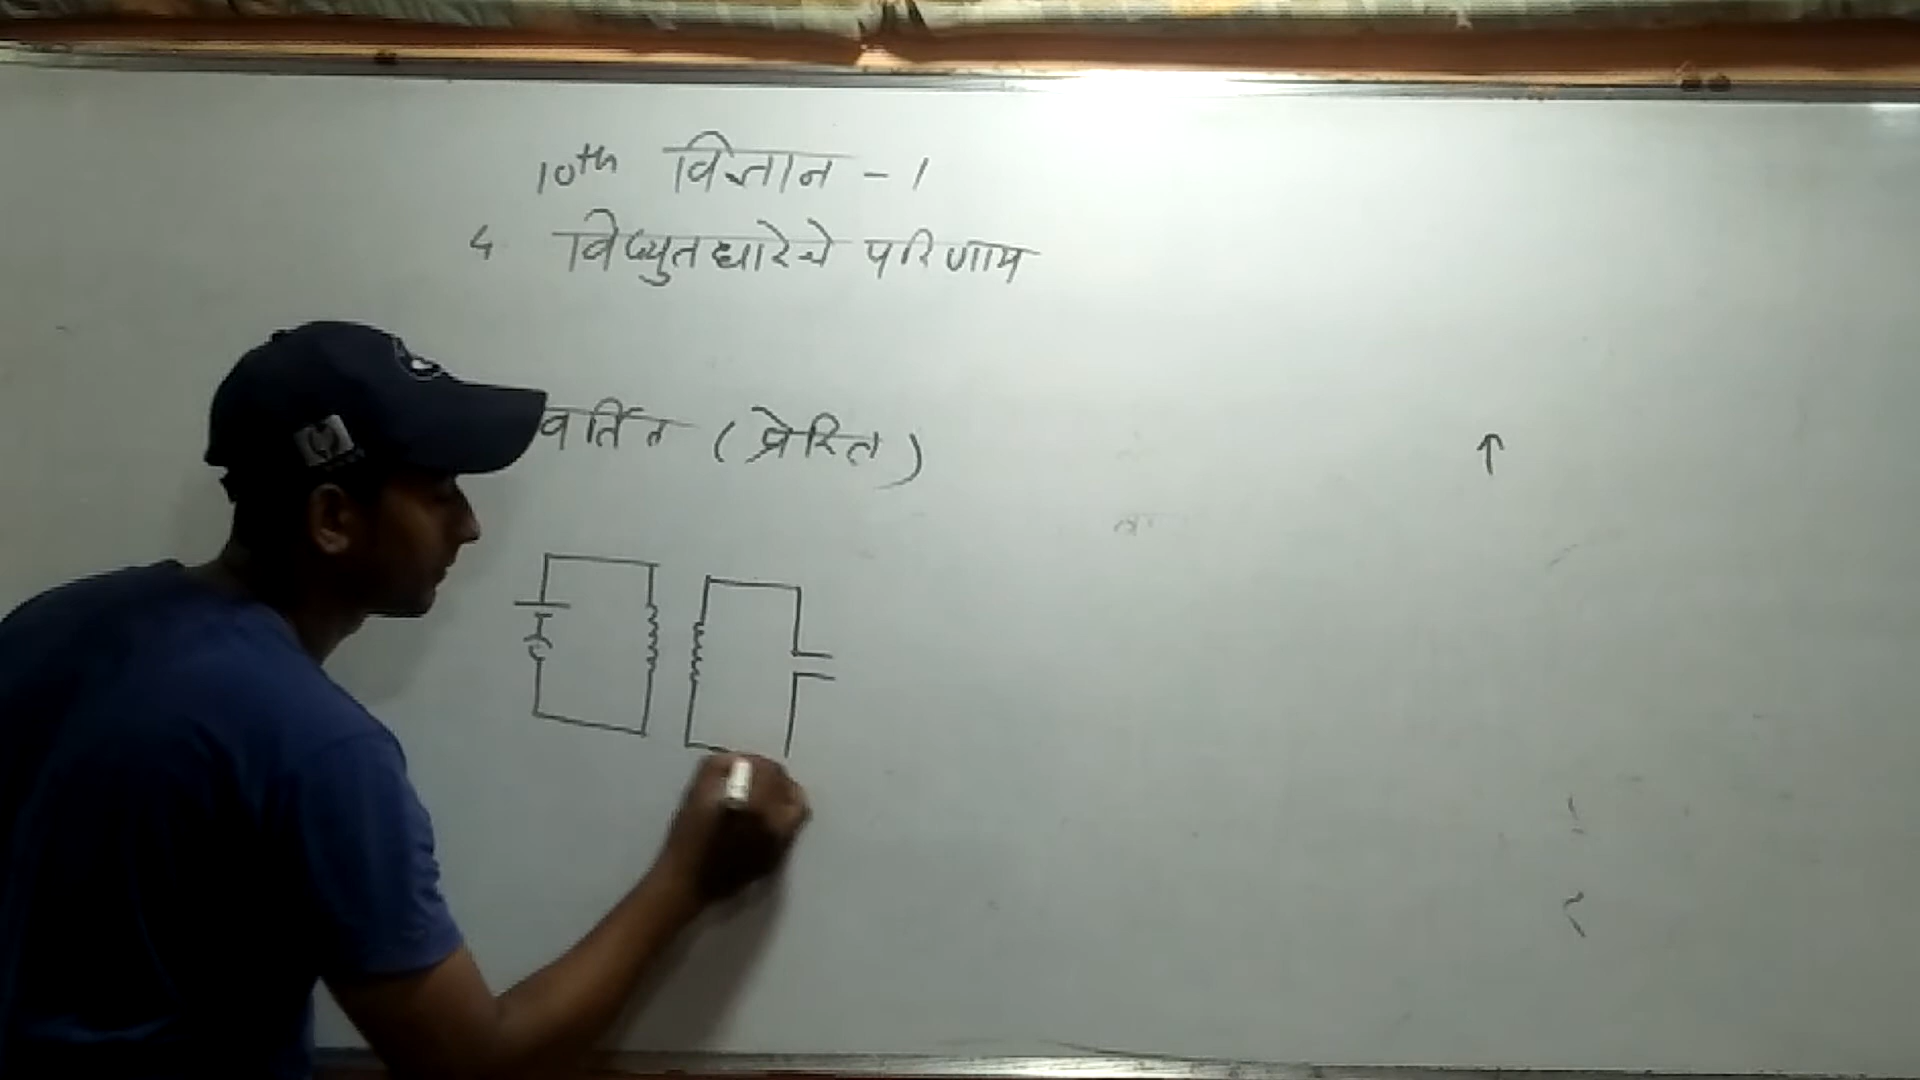 10th विज्ञान - 1
4 विध्युतधारेचे परिणाम
वर्तित (प्रेरित)